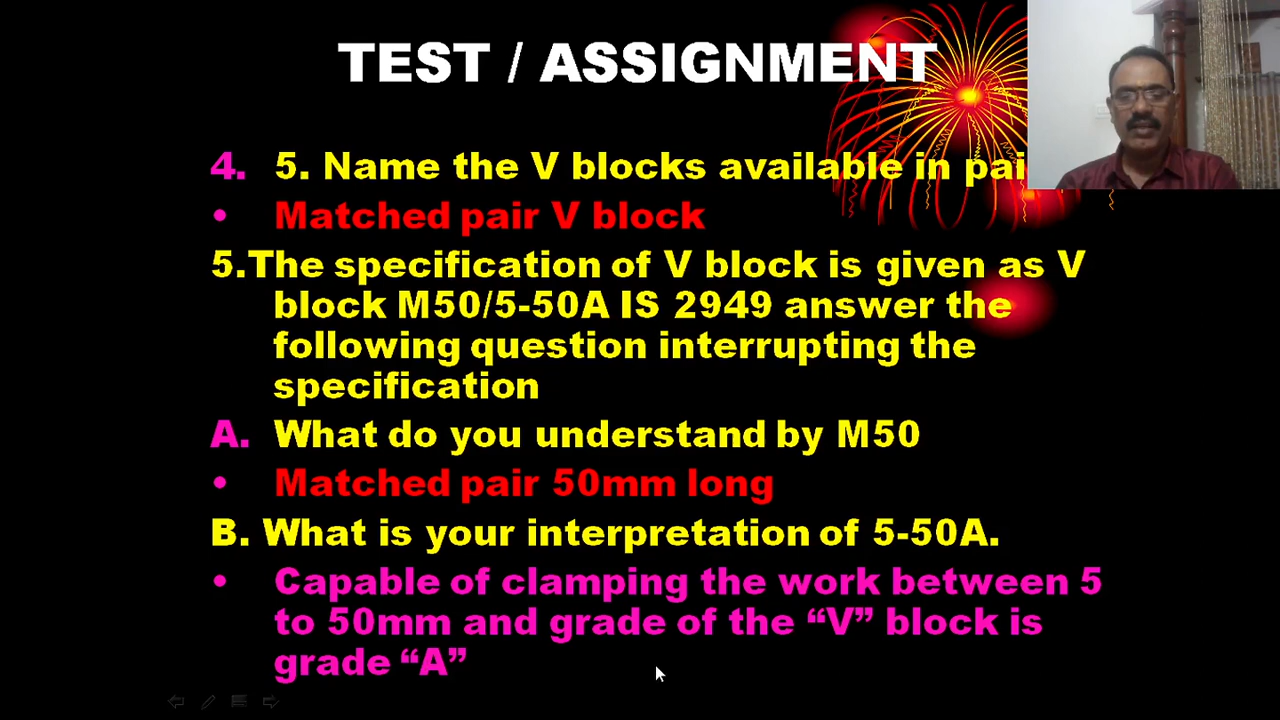 TEST / ASSIGNMENT
4. 5. Name the V blocks available in
• Matched pair V block
5.The specification of V block is given as V
block M50/5-50A IS 2949 answer the
following question interrupting the
specification
A. What do you understand by M50
• Matched pair 50mm long
B. What is your interpretation of 5-50A.
• Capable of clamping the work between 5
to 50mm and grade of the “V” block is
grade “A”